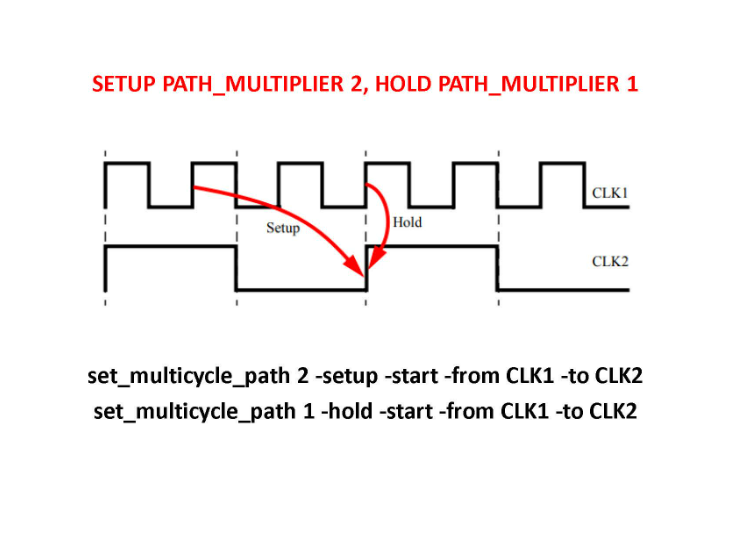 SETUP PATH_MULTIPLIER 2, HOLD PATH_MULTIPLIER 1
CLK1
Setup
Hold
CLK2
set_multicycle_path 2 -setup -start -from CLK1 -to CLK2
set_multicycle_path 1 -hold -start -from CLK1 -to CLK2